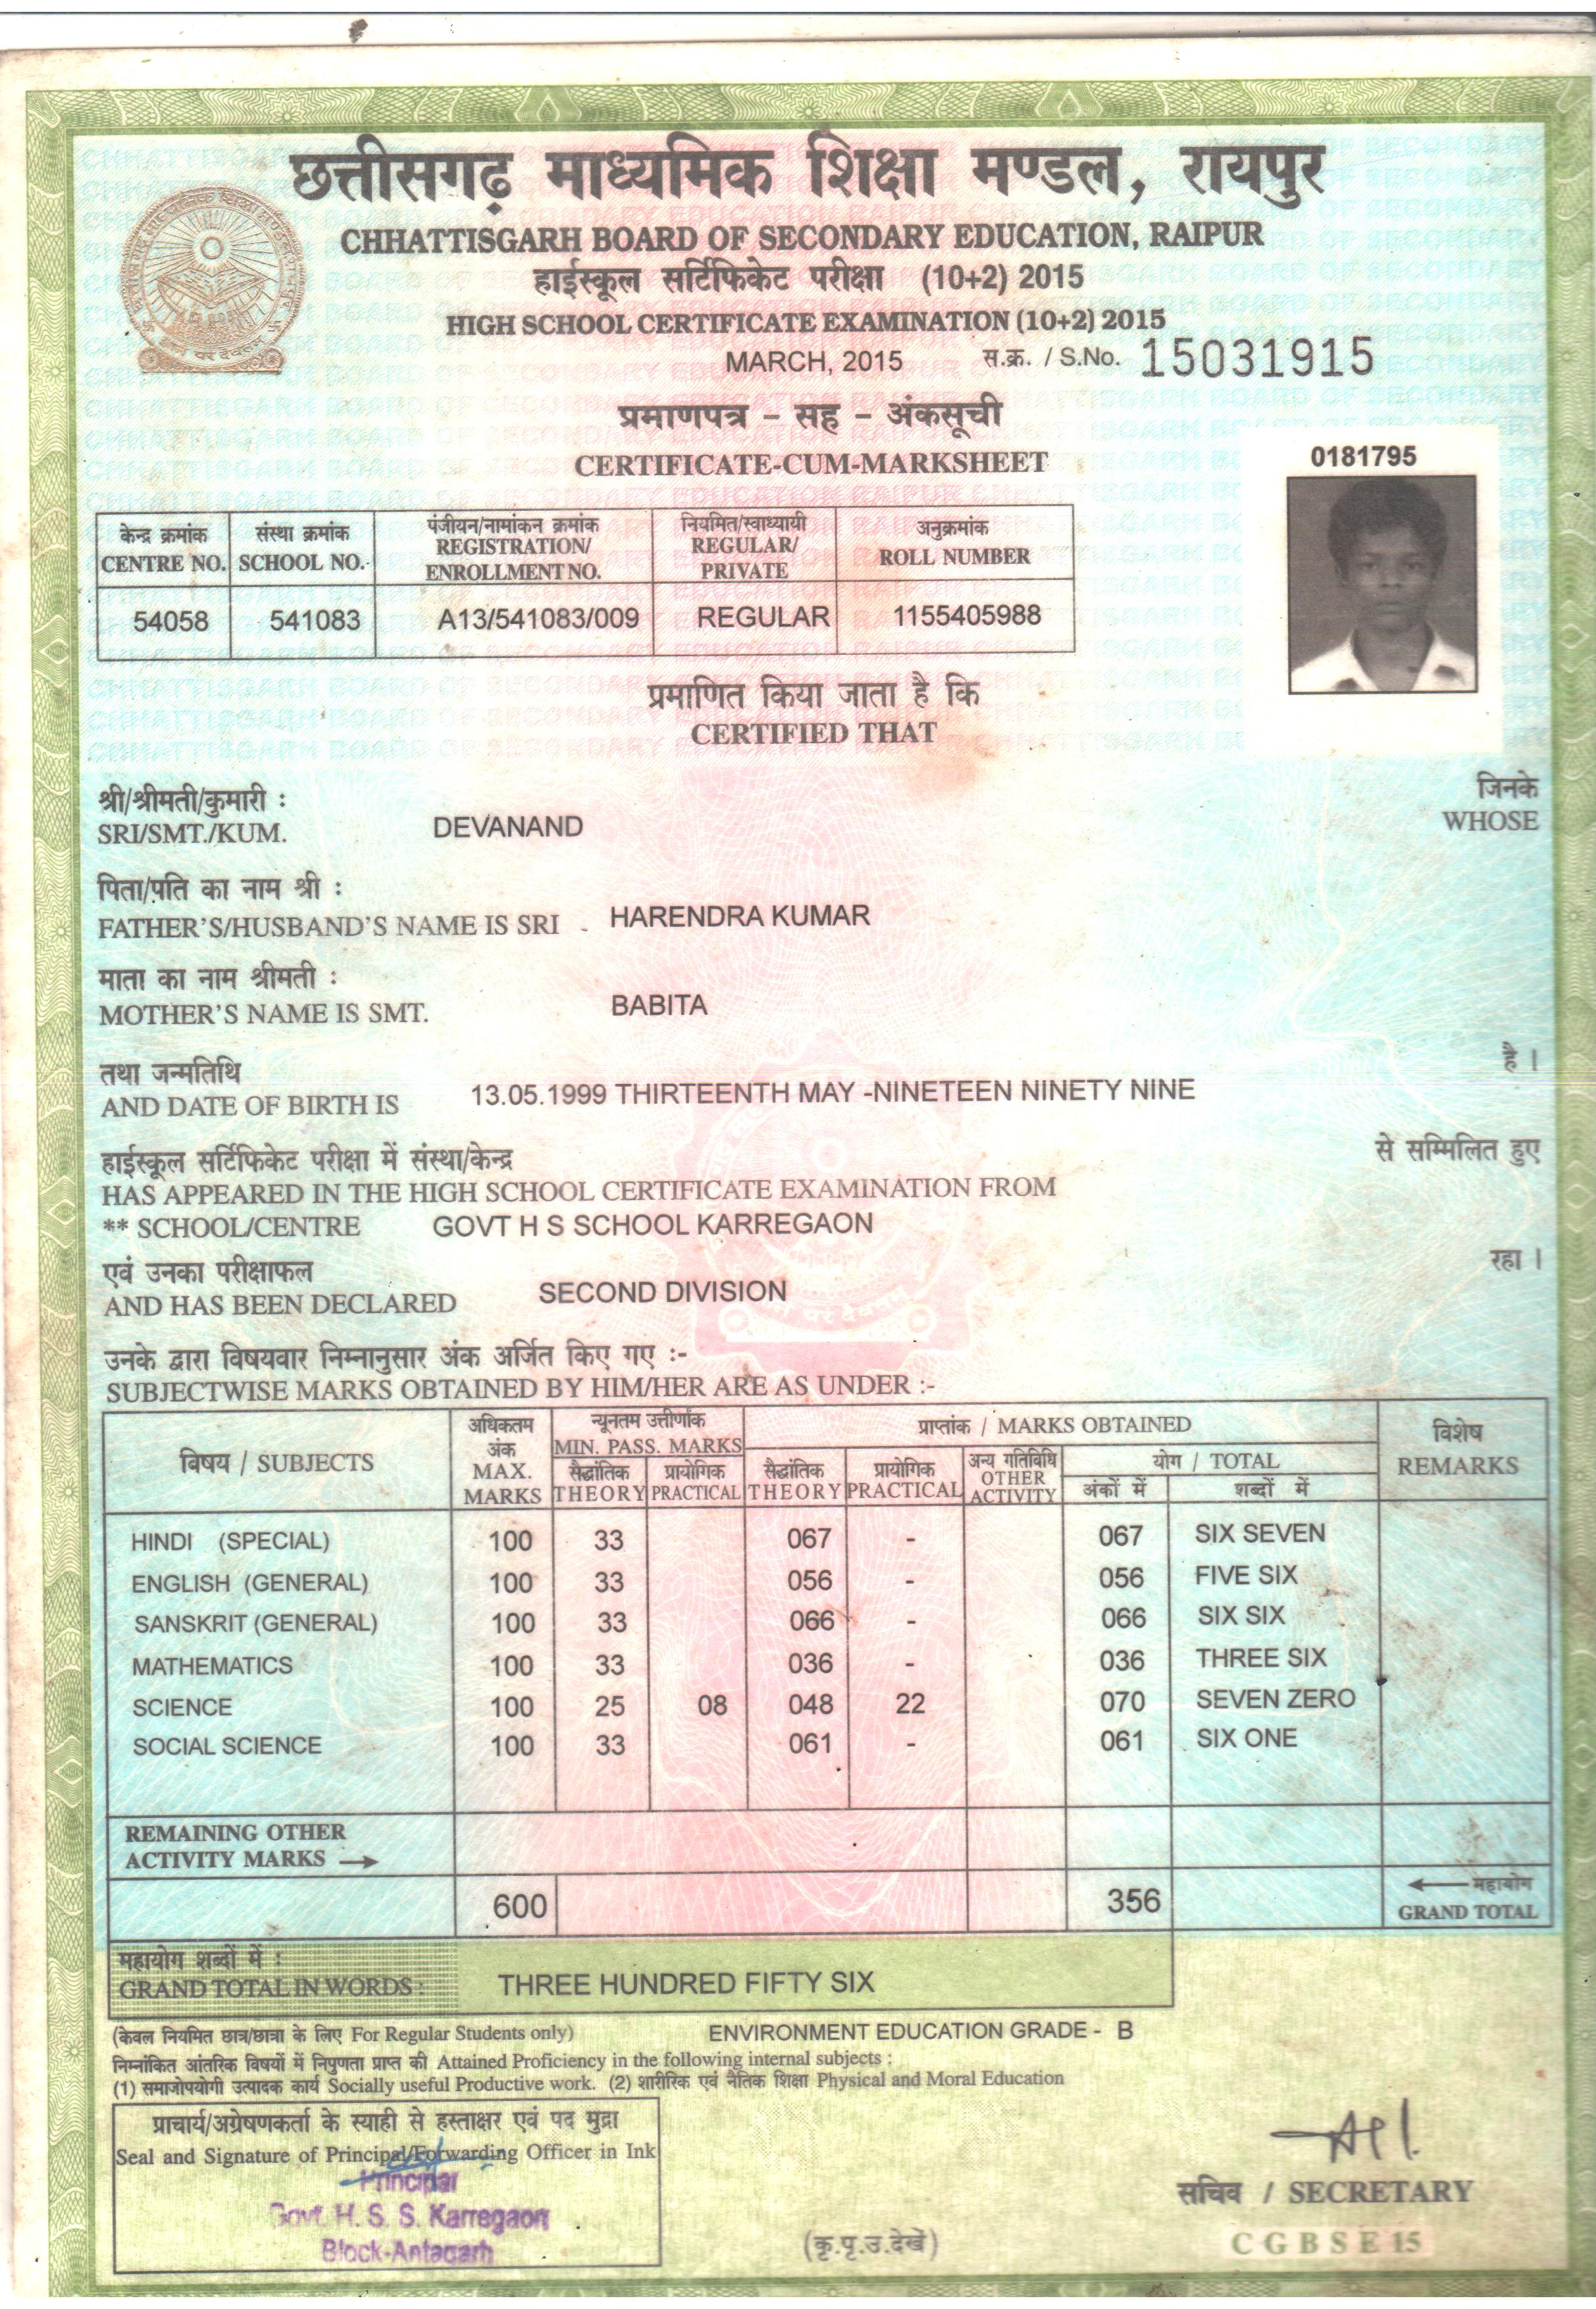 छत्तीसगढ़ माध्यमिक शिक्षा मण्डल, रायपुर
CHHATTISGARH BOARD OF SECONDARY EDUCATION, RAIPUR
हाईस्कूल सर्टिफिकेट परीक्षा (10+2) 2015
HIGH SCHOOL CERTIFICATE EXAMINATION (10+2) 2015
MARCH, 2015 स.क्र. / S.No. 15031915
प्रमाणपत्र – सह – अंकसूची
CERTIFICATE-CUM-MARKSHEET
0181795
केन्द्र क्रमांक CENTRE NO. संस्था क्रमांक SCHOOL NO. पंजीयन/नामांकन क्रमांक REGISTRATION/ ENROLLMENT NO. नियमित/स्वाध्यायी REGULAR/ PRIVATE अनुक्रमांक ROLL NUMBER
54058 541083 A13/541083/009 REGULAR 1155405988
प्रमाणित किया जाता है कि
CERTIFIED THAT
श्री/श्रीमती/कुमारी : जिनके
SRI/SMT./KUM. DEVANAND WHOSE
पिता/पति का नाम श्री :
FATHER'S/HUSBAND'S NAME IS SRI HARENDRA KUMAR
माता का नाम श्रीमती :
MOTHER'S NAME IS SMT. BABITA
तथा जन्मतिथि है ।
AND DATE OF BIRTH IS 13.05.1999 THIRTEENTH MAY -NINETEEN NINETY NINE
हाईस्कूल सर्टिफिकेट परीक्षा में संस्था/केन्द्र से सम्मिलित हुए
HAS APPEARED IN THE HIGH SCHOOL CERTIFICATE EXAMINATION FROM
** SCHOOL/CENTRE GOVT H S SCHOOL KARREGAON
एवं उनका परीक्षाफल रहा ।
AND HAS BEEN DECLARED SECOND DIVISION
उनके द्वारा विषयवार निम्नानुसार अंक अर्जित किए गए :-
SUBJECTWISE MARKS OBTAINED BY HIM/HER ARE AS UNDER :-
विषय / SUBJECTS अधिकतम अंक MAX. MARKS न्यूनतम उत्तीर्णांक MIN. PASS. MARKS प्राप्तांक / MARKS OBTAINED विशेष REMARKS
सैद्धांतिक THEORY प्रायोगिक PRACTICAL सैद्धांतिक THEORY प्रायोगिक PRACTICAL अन्य गतिविधि OTHER ACTIVITY योग / TOTAL
अंकों में शब्दों में
HINDI (SPECIAL) 100 33 067 - 067 SIX SEVEN
ENGLISH (GENERAL) 100 33 056 - 056 FIVE SIX
SANSKRIT (GENERAL) 100 33 066 - 066 SIX SIX
MATHEMATICS 100 33 036 - 036 THREE SIX
SCIENCE 100 25 08 048 22 070 SEVEN ZERO
SOCIAL SCIENCE 100 33 061 - 061 SIX ONE
REMAINING OTHER
ACTIVITY MARKS →
600 356 ← महायोग GRAND TOTAL
महायोग शब्दों में :
GRAND TOTAL IN WORDS : THREE HUNDRED FIFTY SIX
(केवल नियमित छात्र/छात्रा के लिए For Regular Students only) ENVIRONMENT EDUCATION GRADE - B
निम्नांकित आंतरिक विषयों में निपुणता प्राप्त की Attained Proficiency in the following internal subjects :
(1) समाजोपयोगी उत्पादक कार्य Socially useful Productive work. (2) शारीरिक एवं नैतिक शिक्षा Physical and Moral Education
प्राचार्य/अग्रेषणकर्ता के स्याही से हस्ताक्षर एवं पद मुद्रा
Seal and Signature of Principal/Forwarding Officer in Ink
Principal
Govt. H. S. S. Karregaon
Block-Antagarh
सचिव / SECRETARY
(कृ.पृ.उ.देखें)
C G B S E 15